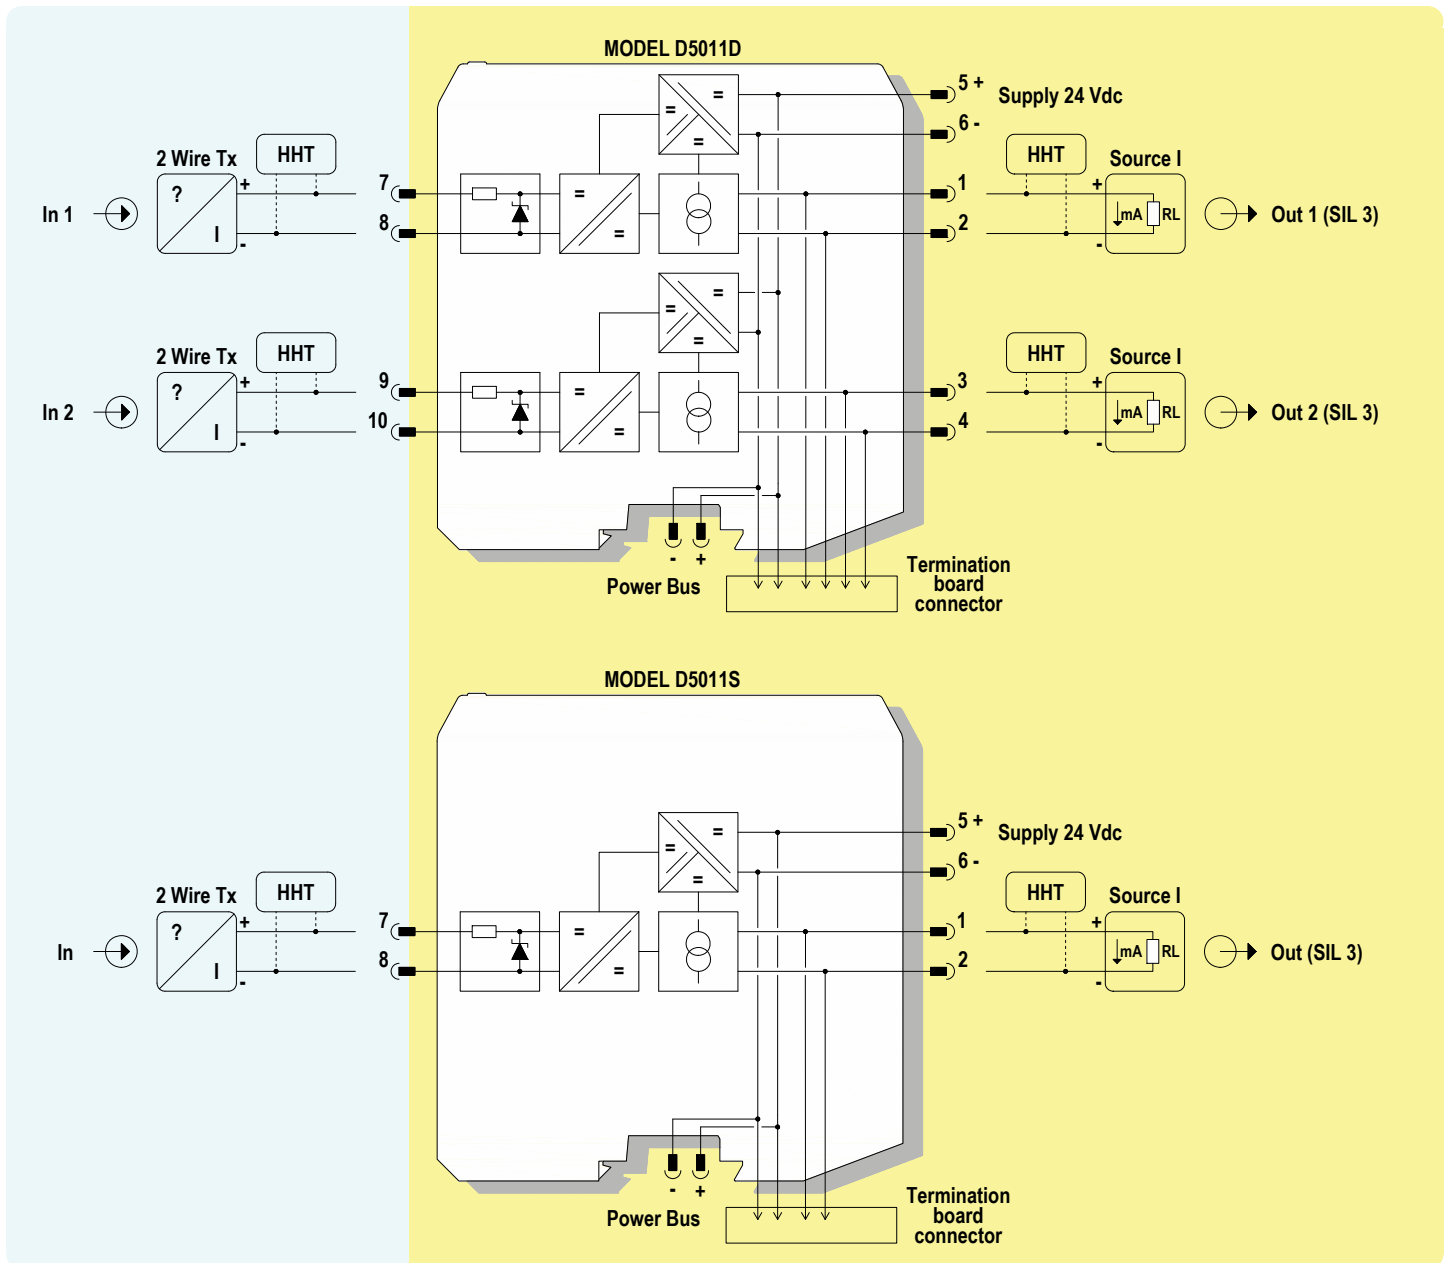 MODEL D5011D
5 +
Supply 24 Vdc
6 -
2 Wire Tx
HHT
HHT
Source I
In 1
?
I
+
-
7
8
=
=
=
=
=
1
2
+
-
mA
RL
Out 1 (SIL 3)
2 Wire Tx
HHT
HHT
Source I
In 2
?
I
+
-
9
10
=
=
=
=
=
3
4
+
-
mA
RL
Out 2 (SIL 3)
- +
Power Bus
Termination
board
connector
MODEL D5011S
5 +
Supply 24 Vdc
6 -
2 Wire Tx
HHT
HHT
Source I
In
?
I
+
-
7
8
=
=
=
=
=
1
2
+
-
mA
RL
Out (SIL 3)
- +
Power Bus
Termination
board
connector